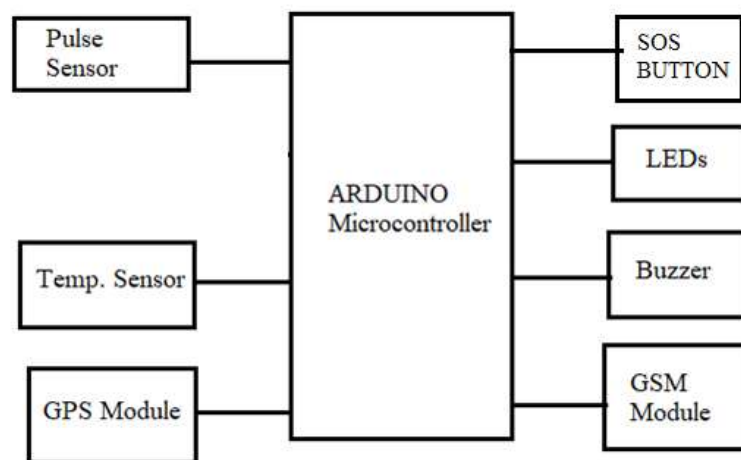 Pulse
Sensor
SOS
BUTTON
LEDs
ARDUINO
Microcontroller
Temp. Sensor
Buzzer
GPS Module
GSM
Module